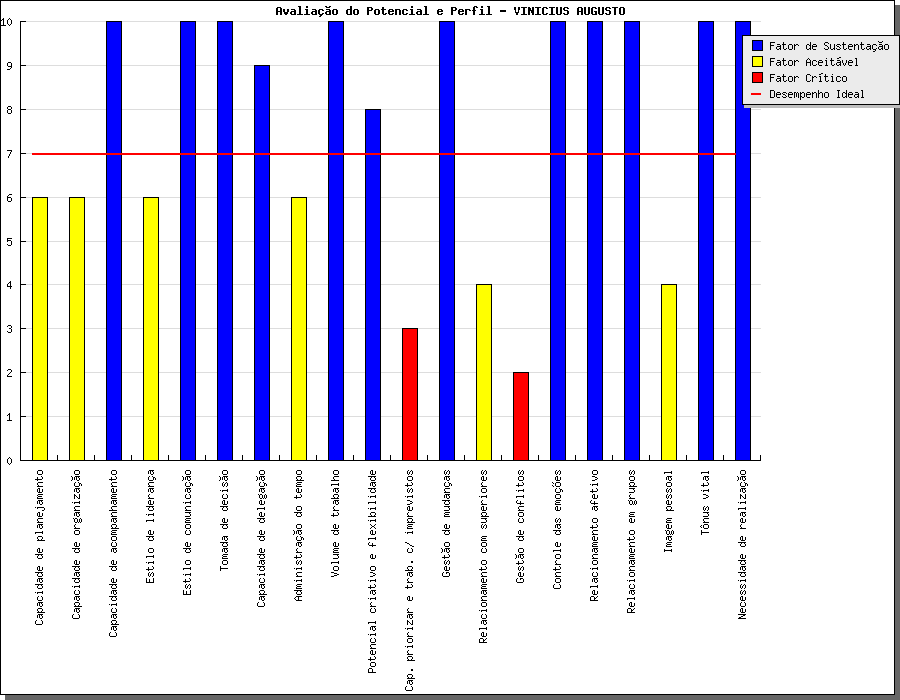 Avaliação do Potencial e Perfil - VINICIUS AUGUSTO
Fator de Sustentação
Fator Aceitável
Fator Crítico
Desempenho Ideal
10
9
8
7
6
5
4
3
2
1
0
Capacidade de planejamento
Capacidade de organização
Capacidade de acompanhamento
Estilo de liderança
Estilo de comunicação
Tomada de decisão
Capacidade de delegação
Administração do tempo
Volume de trabalho
Potencial criativo e flexibilidade
Cap. priorizar e trab. c/ imprevistos
Gestão de mudanças
Relacionamento com superiores
Gestão de conflitos
Controle das emoções
Relacionamento afetivo
Relacionamento em grupos
Imagem pessoal
Tônus vital
Necessidade de realização